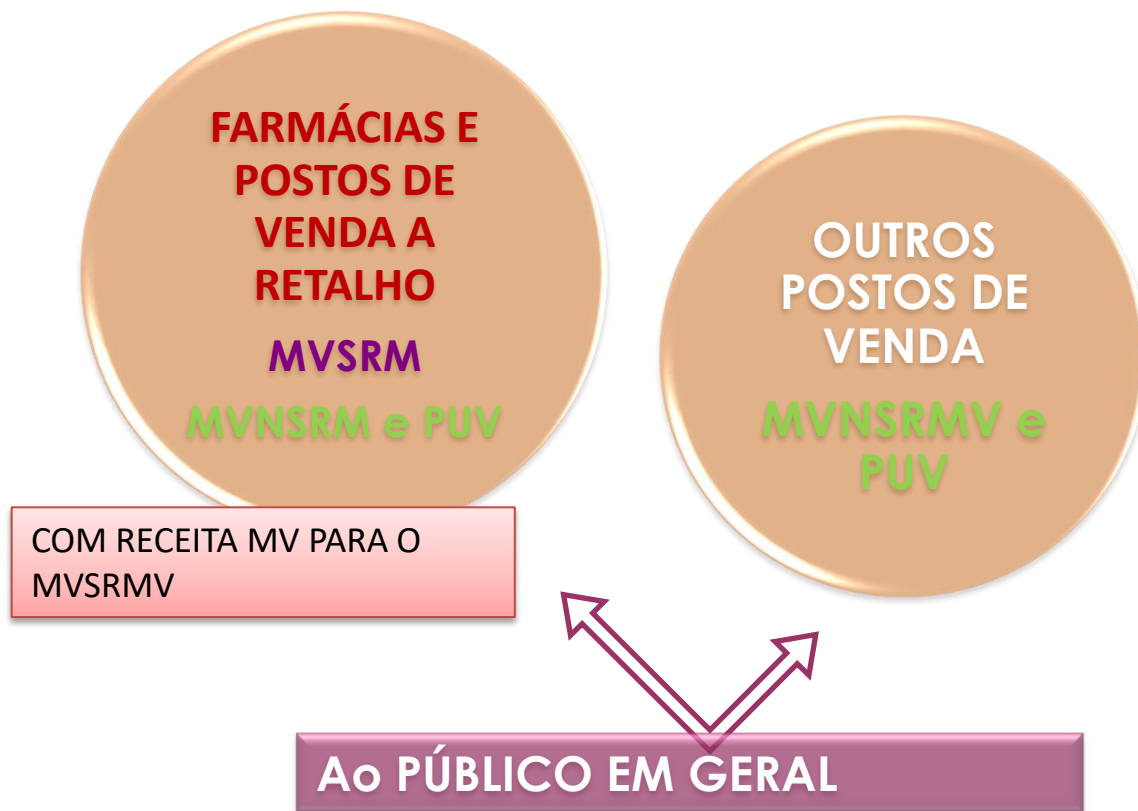 FARMÁCIAS E
POSTOS DE
VENDA A
RETALHO
MVSRM
MVNSRM e PUV
COM RECEITA MV PARA O
MVSRMV
OUTROS
POSTOS DE
VENDA
MVNSRMV e
PUV
Ao PÚBLICO EM GERAL